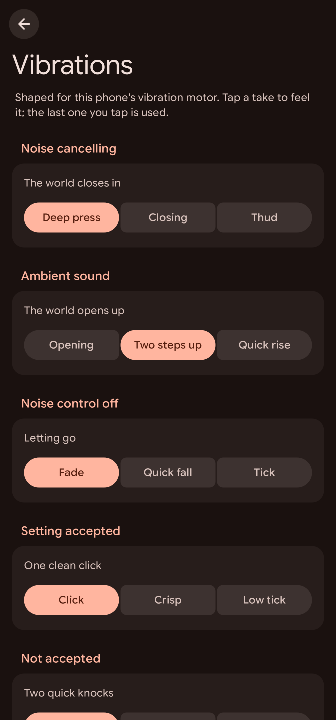 Vibrations
Shaped for this phone's vibration motor. Tap a take to feel
it; the last one you tap is used.
Noise cancelling
The world closes in
Deep press Closing Thud
Ambient sound
The world opens up
Opening Two steps up Quick rise
Noise control off
Letting go
Fade Quick fall Tick
Setting accepted
One clean click
Click Crisp Low tick
Not accepted
Two quick knocks